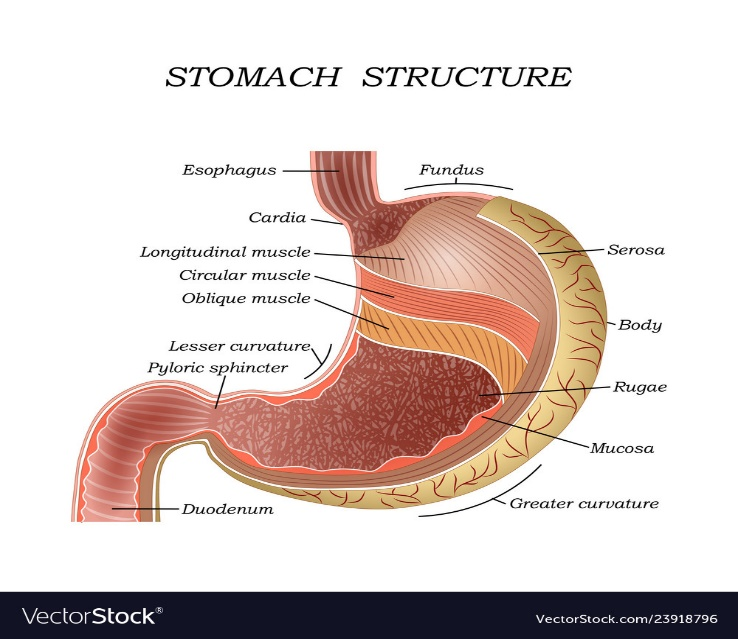 STOMACH STRUCTURE
Esophagus
Fundus
Cardia
Longitudinal muscle
Serosa
Circular muscle
Oblique muscle
Body
Lesser curvature
Pyloric sphincter
Rugae
Mucosa
Greater curvature
Duodenum
VectorStock®
VectorStock.com/23918796